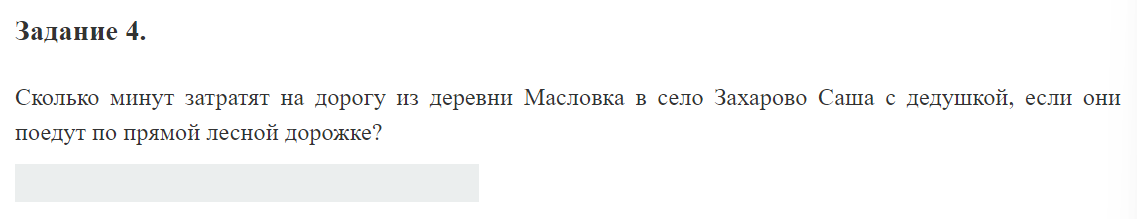 Задание 4.
Сколько минут затратят на дорогу из деревни Масловка в село Захарово Саша с дедушкой, если они
поедут по прямой лесной дорожке?